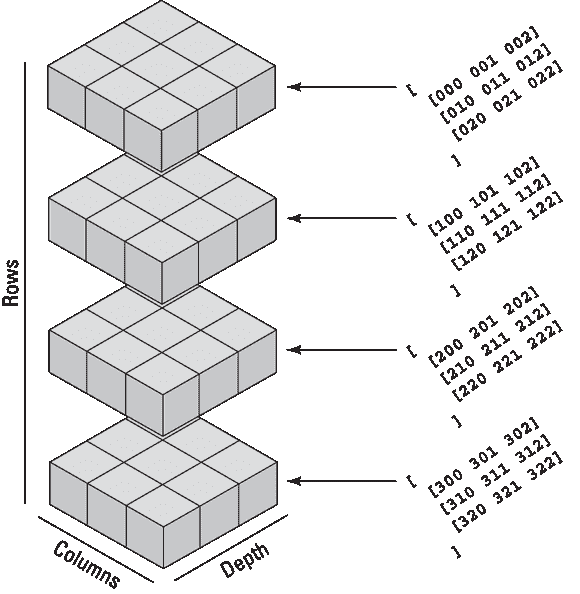 [
[000 001 002]
[010 011 012]
[020 021 022]
]
[
[100 101 102]
[110 111 112]
[120 121 122]
]
[
[200 201 202]
[210 211 212]
[220 221 222]
]
[
[300 301 302]
[310 311 312]
[320 321 322]
]
Rows
Columns
Depth